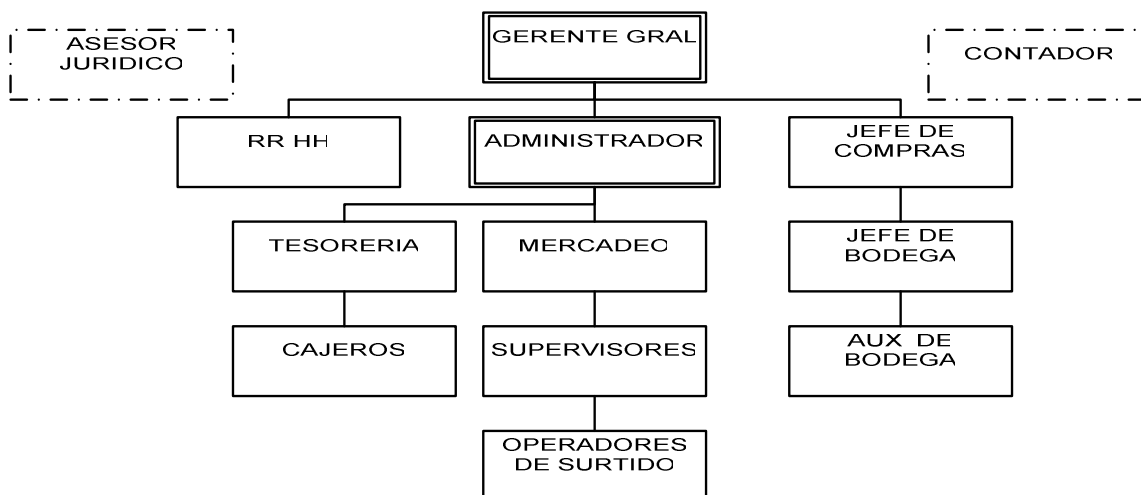 ASESOR
JURIDICO
GERENTE GRAL
CONTADOR
RR HH
ADMINISTRADOR
JEFE DE
COMPRAS
TESORERIA
MERCADEO
JEFE DE
BODEGA
CAJEROS
SUPERVISORES
AUX DE
BODEGA
OPERADORES
DE SURTIDO